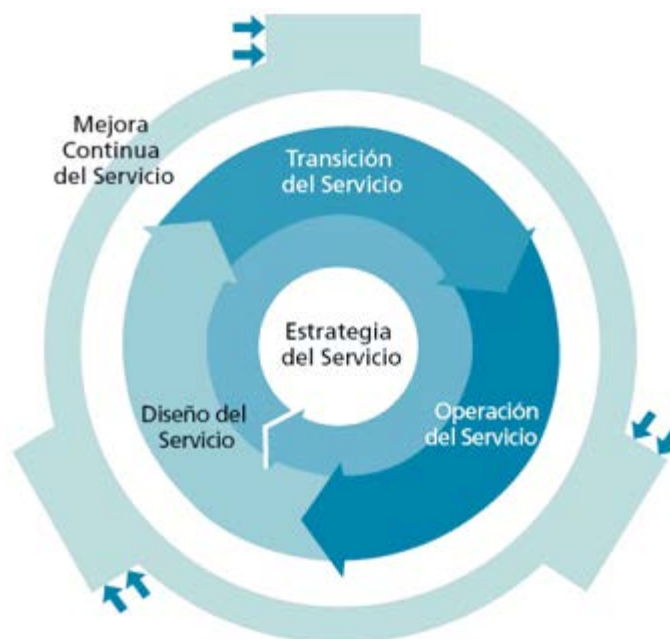 Mejora
Continua
del Servicio
Transición
del Servicio
Estrategia
del Servicio
Diseño del
Servicio
Operación
del Servicio